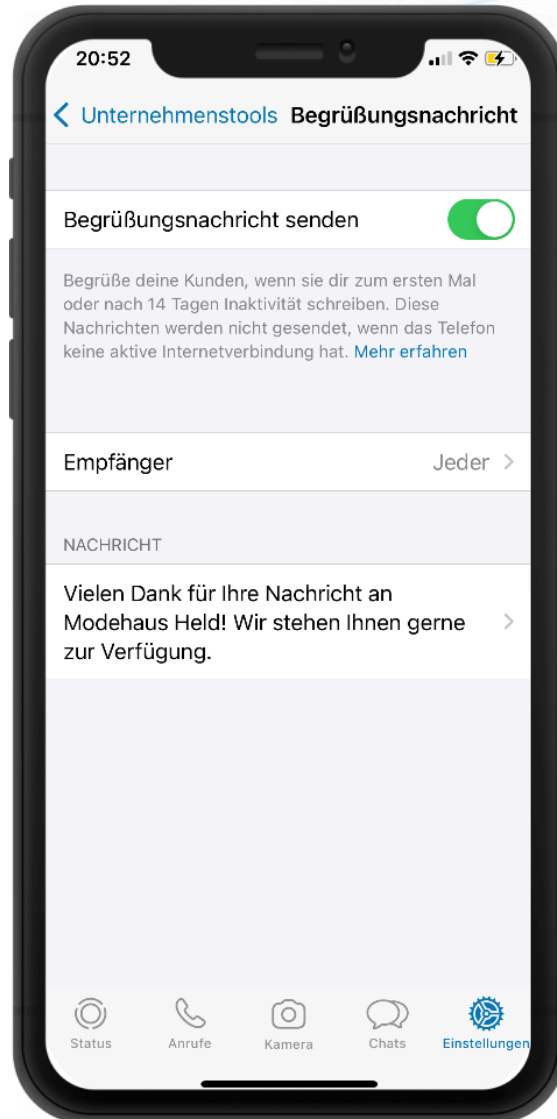 20:52
Unternehmenstools Begrüßungsnachricht
Begrüßungsnachricht senden
Begrüße deine Kunden, wenn sie dir zum ersten Mal
oder nach 14 Tagen Inaktivität schreiben. Diese
Nachrichten werden nicht gesendet, wenn das Telefon
keine aktive Internetverbindung hat. Mehr erfahren
Empfänger Jeder
NACHRICHT
Vielen Dank für Ihre Nachricht an
Modehaus Held! Wir stehen Ihnen gerne
zur Verfügung.
Status Anrufe Kamera Chats Einstellungen